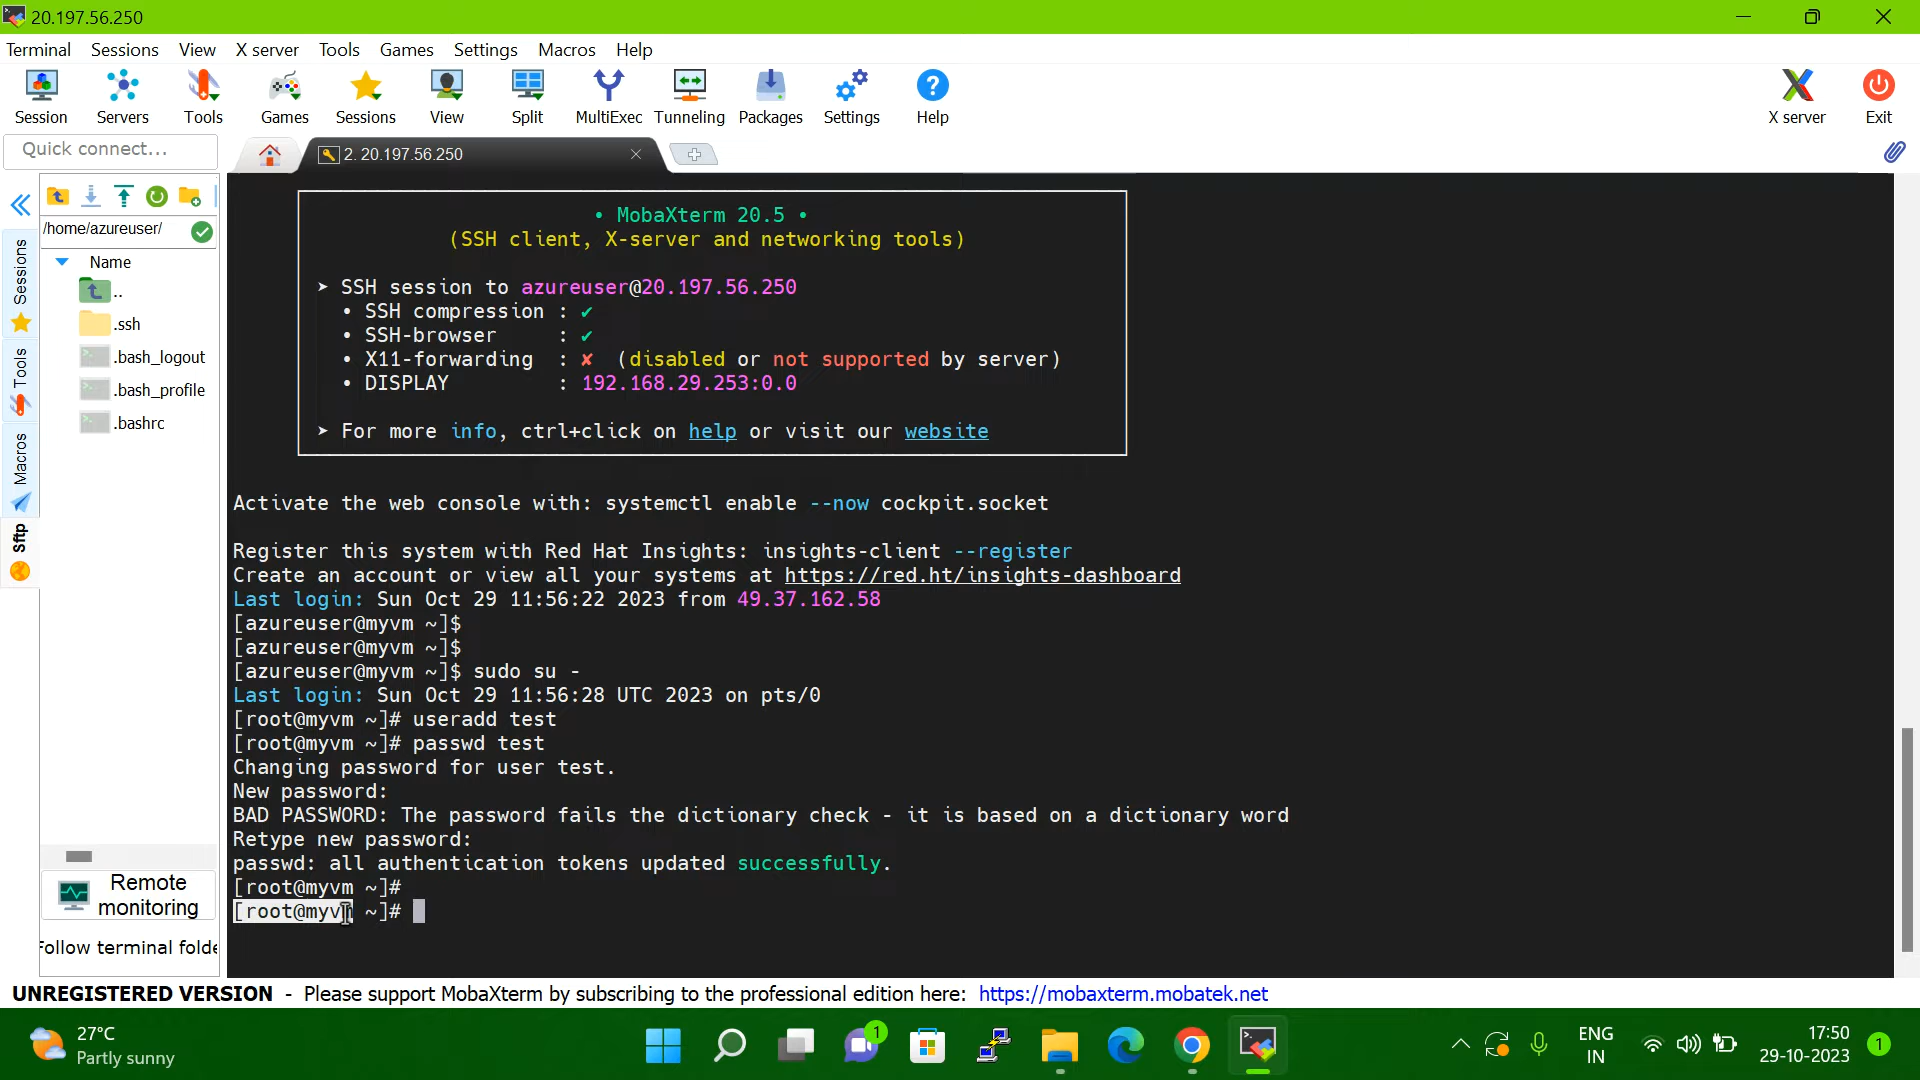 20.197.56.250
Terminal Sessions View X server Tools Games Settings Macros Help
Session Servers Tools Games Sessions View Split MultiExec Tunneling Packages Settings Help X server Exit
Quick connect...
2. 20.197.56.250
/home/azureuser/
Name
..
.ssh
.bash_logout
.bash_profile
.bashrc
Sessions
Tools
Macros
Sftp
Remote monitoring
Follow terminal folde
• MobaXterm 20.5 •
(SSH client, X-server and networking tools)
➤ SSH session to azureuser@20.197.56.250
• SSH compression : ✔
• SSH-browser : ✔
• X11-forwarding : ✘ (disabled or not supported by server)
• DISPLAY : 192.168.29.253:0.0
➤ For more info, ctrl+click on help or visit our website
Activate the web console with: systemctl enable --now cockpit.socket
Register this system with Red Hat Insights: insights-client --register
Create an account or view all your systems at https://red.ht/insights-dashboard
Last login: Sun Oct 29 11:56:22 2023 from 49.37.162.58
[azureuser@myvm ~]$
[azureuser@myvm ~]$
[azureuser@myvm ~]$ sudo su -
Last login: Sun Oct 29 11:56:28 UTC 2023 on pts/0
[root@myvm ~]# useradd test
[root@myvm ~]# passwd test
Changing password for user test.
New password:
BAD PASSWORD: The password fails the dictionary check - it is based on a dictionary word
Retype new password:
passwd: all authentication tokens updated successfully.
[root@myvm ~]#
[root@myvm ~]#
UNREGISTERED VERSION - Please support MobaXterm by subscribing to the professional edition here: https://mobaxterm.mobatek.net
27°C
Partly sunny
1
ENG
IN
17:50
29-10-2023
1